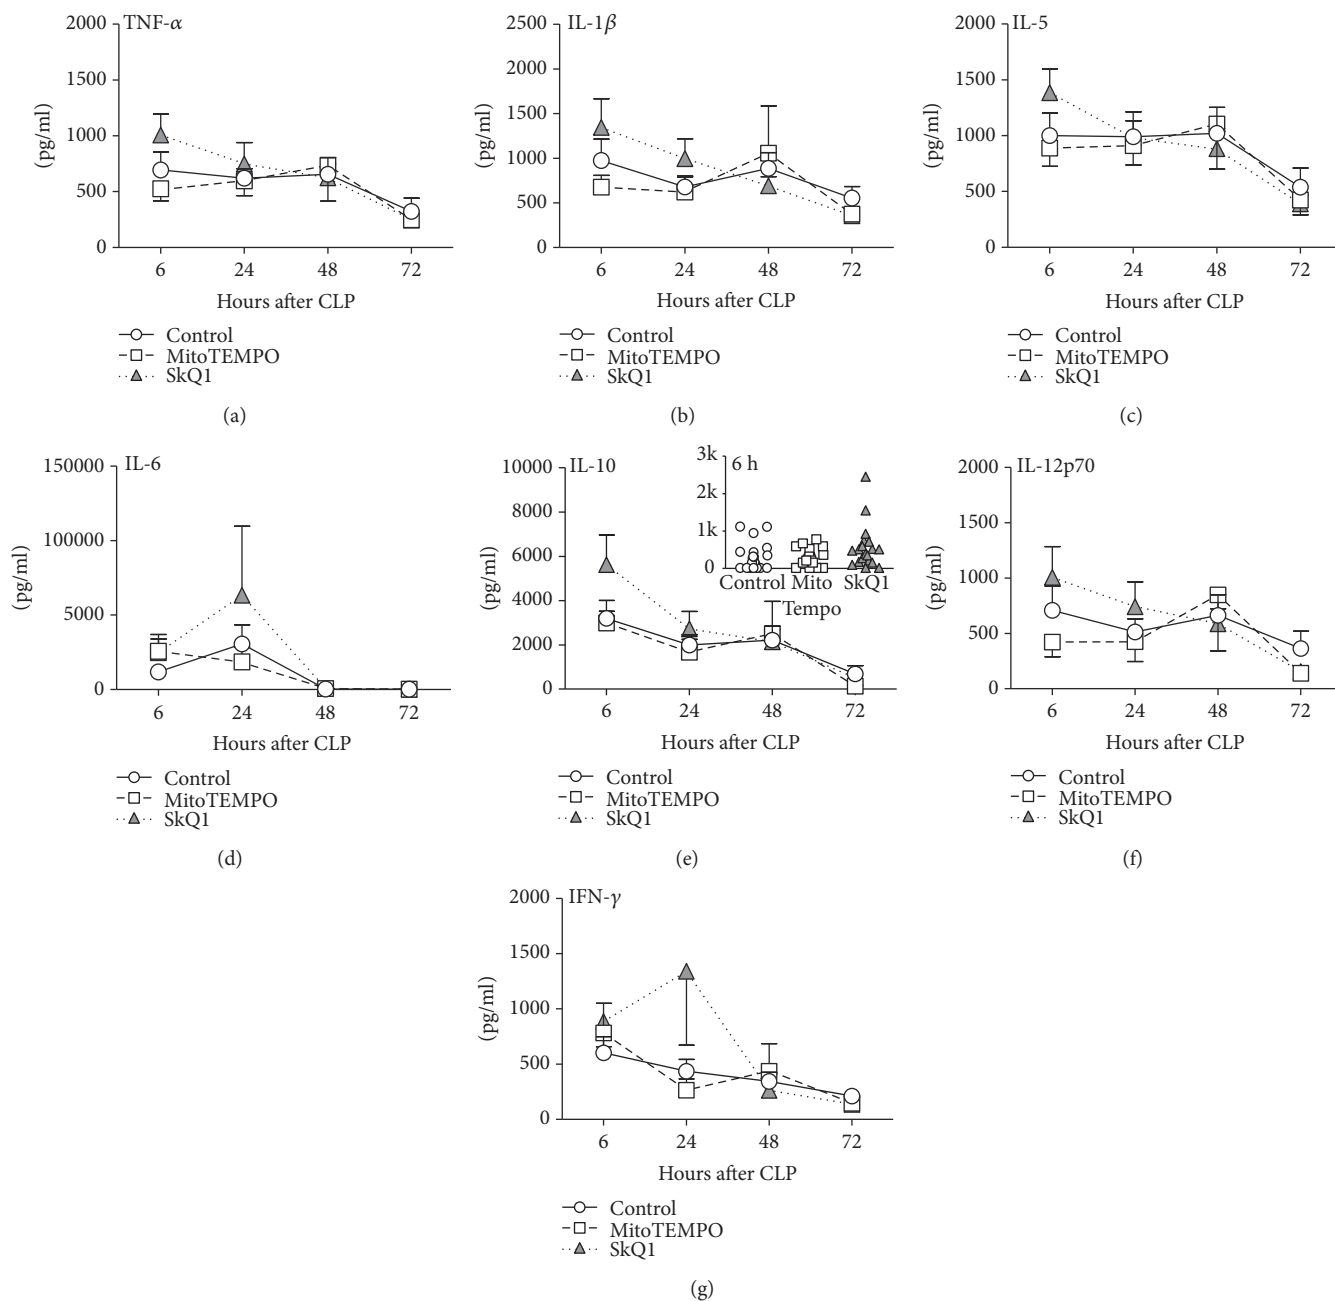 TNF-α
2000
1500
1000
500
0
(pg/ml)
6 24 48 72
Hours after CLP
Control
MitoTEMPO
SkQ1
(a)
IL-1β
2500
2000
1500
1000
500
0
(pg/ml)
6 24 48 72
Hours after CLP
Control
MitoTEMPO
SkQ1
(b)
IL-5
2000
1500
1000
500
0
(pg/ml)
6 24 48 72
Hours after CLP
Control
MitoTEMPO
SkQ1
(c)
IL-6
150000
100000
50000
0
(pg/ml)
6 24 48 72
Hours after CLP
Control
MitoTEMPO
SkQ1
(d)
IL-10
10000
8000
6000
4000
2000
0
(pg/ml)
6 h
3k
2k
1k
0
Control Mito SkQ1
Tempo
6 24 48 72
Hours after CLP
Control
MitoTEMPO
SkQ1
(e)
IL-12p70
2000
1500
1000
500
0
(pg/ml)
6 24 48 72
Hours after CLP
Control
MitoTEMPO
SkQ1
(f)
IFN-γ
2000
1500
1000
500
0
(pg/ml)
6 24 48 72
Hours after CLP
Control
MitoTEMPO
SkQ1
(g)